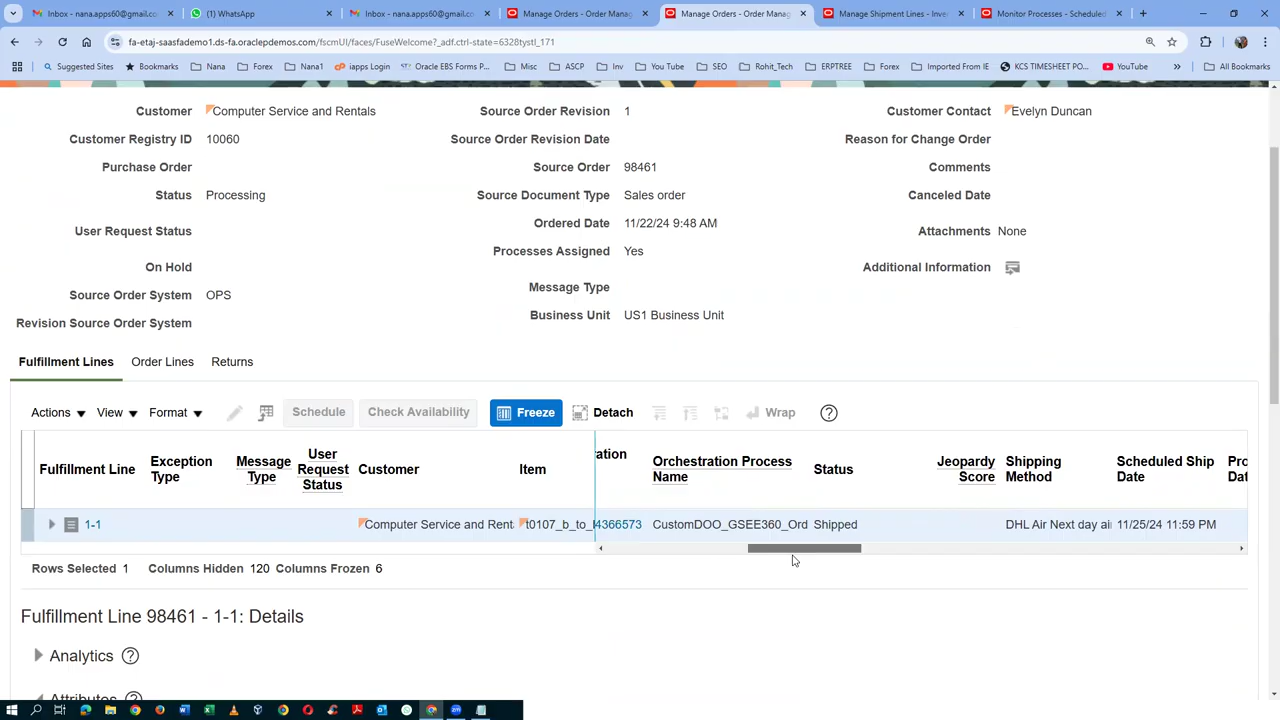 Inbox - nana.apps60@gmail.co
(1) WhatsApp
Inbox - nana.apps60@gmail.co
Manage Orders - Order Manag
Manage Orders - Order Manag
Manage Shipment Lines - Inve
Monitor Processes - Scheduled
fa-etaj-saasfademo1.ds-fa.oraclepdemos.com/fscmUI/faces/FuseWelcome?_adf.ctrl-state=6328tystl_171
Suggested Sites
Bookmarks
Nana
Forex
Nana1
iapps Login
Oracle EBS Forms P...
Misc
ASCP
Inv
You Tube
SEO
Rohit_Tech
ERPTREE
Forex
Imported From IE
KCS TIMESHEET PO...
YouTube
All Bookmarks
Customer Computer Service and Rentals
Source Order Revision 1
Customer Contact Evelyn Duncan
Customer Registry ID 10060
Source Order Revision Date
Reason for Change Order
Purchase Order
Source Order 98461
Comments
Status Processing
Source Document Type Sales order
Canceled Date
User Request Status
Ordered Date 11/22/24 9:48 AM
Attachments None
On Hold
Processes Assigned Yes
Additional Information
Source Order System OPS
Message Type
Revision Source Order System
Business Unit US1 Business Unit
Fulfillment Lines Order Lines Returns
Actions View Format Schedule Check Availability Freeze Detach Wrap
Fulfillment Line
Exception Type
Message Type
User Request Status
Customer
Item
ation
Orchestration Process Name
Status
Jeopardy Score
Shipping Method
Scheduled Ship Date
1-1 Computer Service and Rent t0107_b_to_ 4366573 CustomDOO_GSEE360_Ord Shipped DHL Air Next day air 11/25/24 11:59 PM
Rows Selected 1 Columns Hidden 120 Columns Frozen 6
Fulfillment Line 98461 - 1-1: Details
Analytics
Attributes